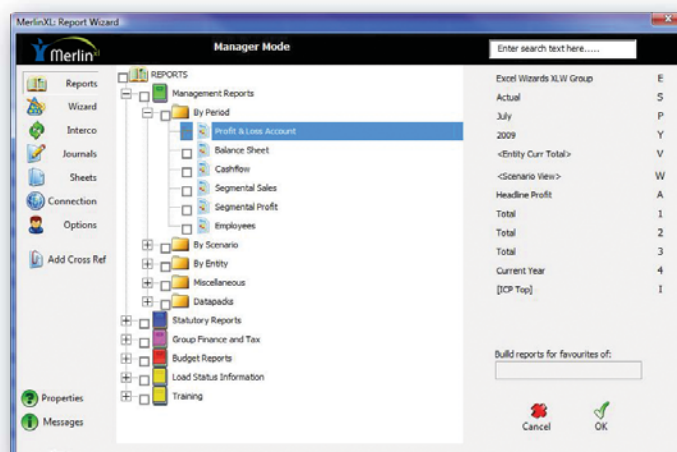 MerlinXL: Report Wizard
Merlin xl
Manager Mode
Enter search text here.....
Reports
Wizard
Interco
Journals
Sheets
Connection
Options
Add Cross Ref
Properties
Messages
REPORTS
Management Reports
By Period
Profit & Loss Account
Balance Sheet
Cashflow
Segmental Sales
Segmental Profit
Employees
By Scenario
By Entity
Miscellaneous
Datapacks
Statutory Reports
Group Finance and Tax
Budget Reports
Load Status Information
Training
Excel Wizards XLW Group E
Actual S
July P
2009 Y
<Entity Curr Total> V
<Scenario View> W
Headline Profit A
Total 1
Total 2
Total 3
Current Year 4
[ICP Top] I
Build reports for favourites of:
Cancel
OK